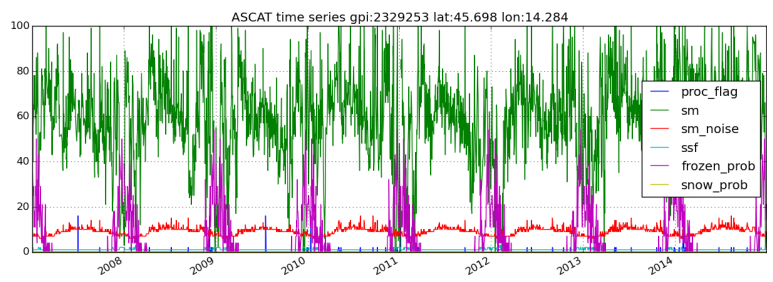 ASCAT time series gpi:2329253 lat:45.698 lon:14.284
100
80
60
40
20
0
proc_flag
sm
sm_noise
ssf
frozen_prob
snow_prob
2008
2009
2010
2011
2012
2013
2014